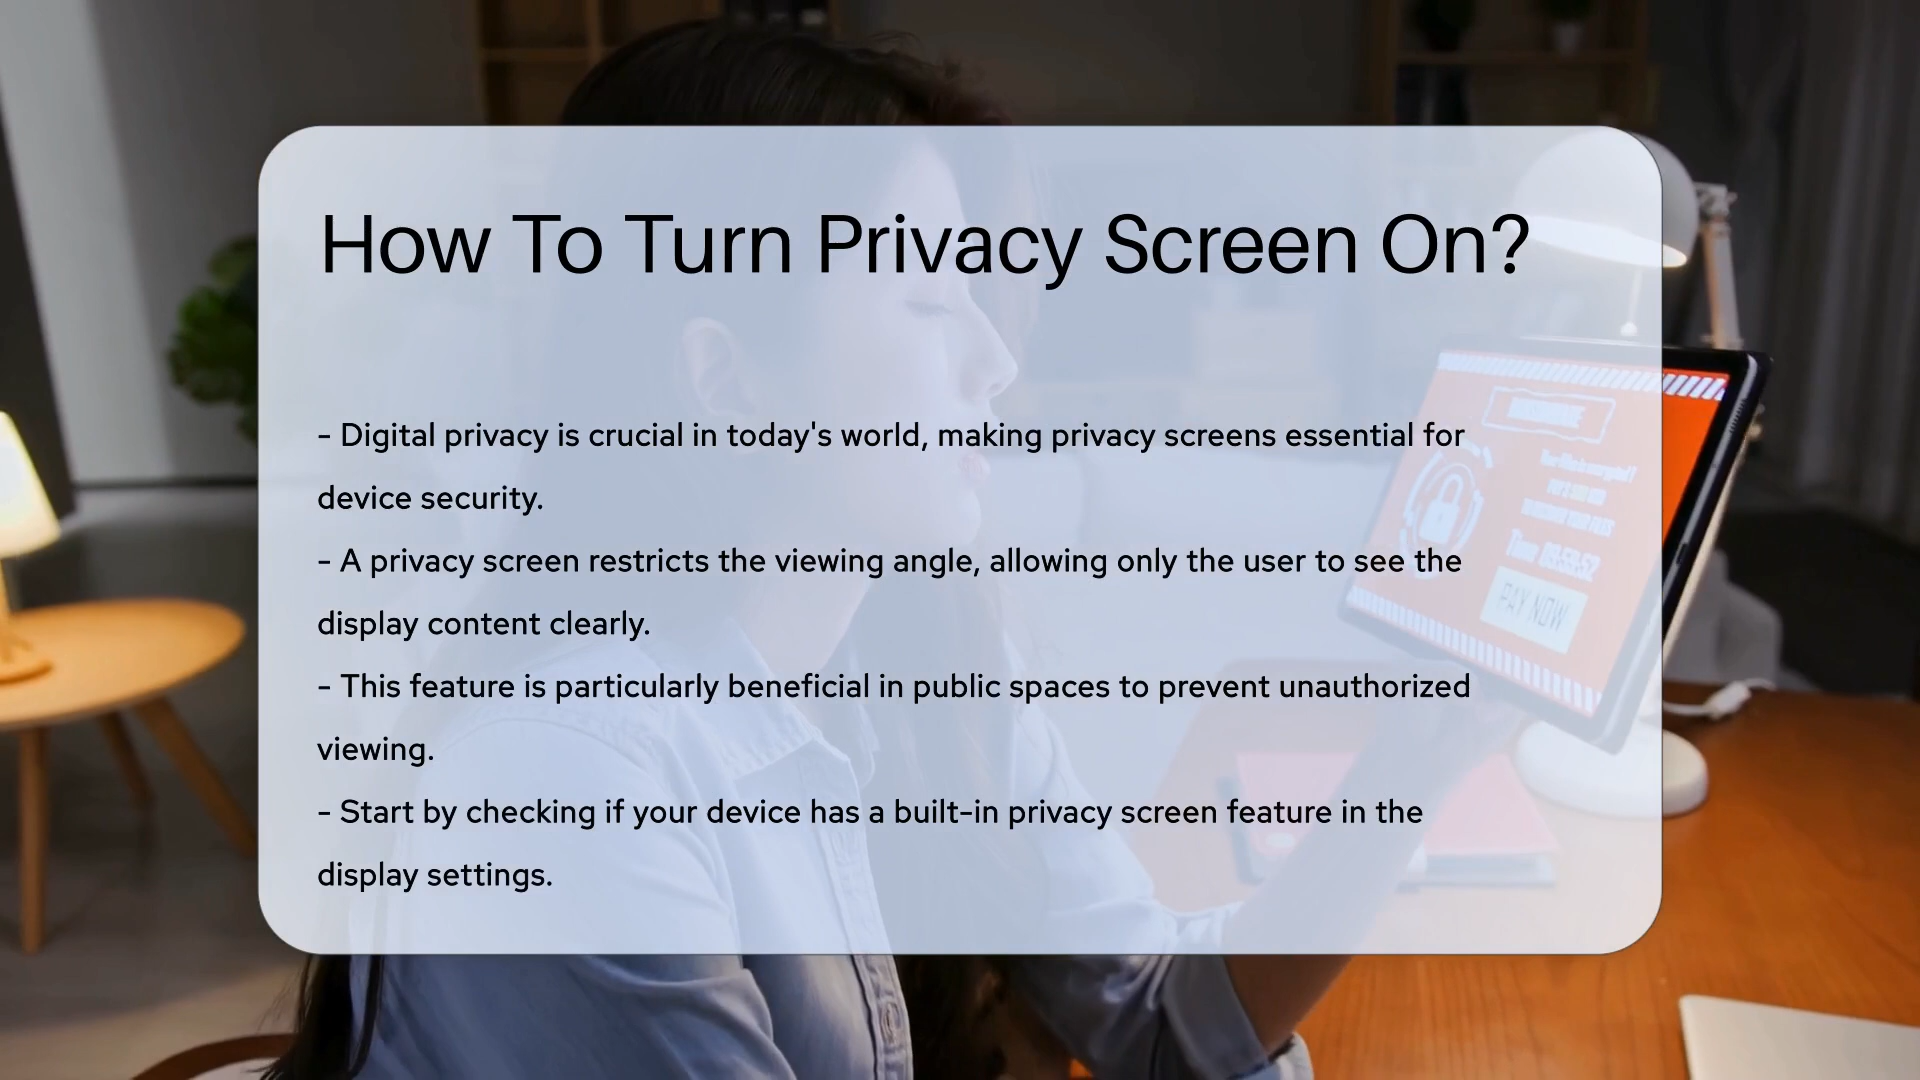 How To Turn Privacy Screen On?
- Digital privacy is crucial in today's world, making privacy screens essential for
device security.
- A privacy screen restricts the viewing angle, allowing only the user to see the
display content clearly.
- This feature is particularly beneficial in public spaces to prevent unauthorized
viewing.
- Start by checking if your device has a built-in privacy screen feature in the
display settings.
PAY NOW